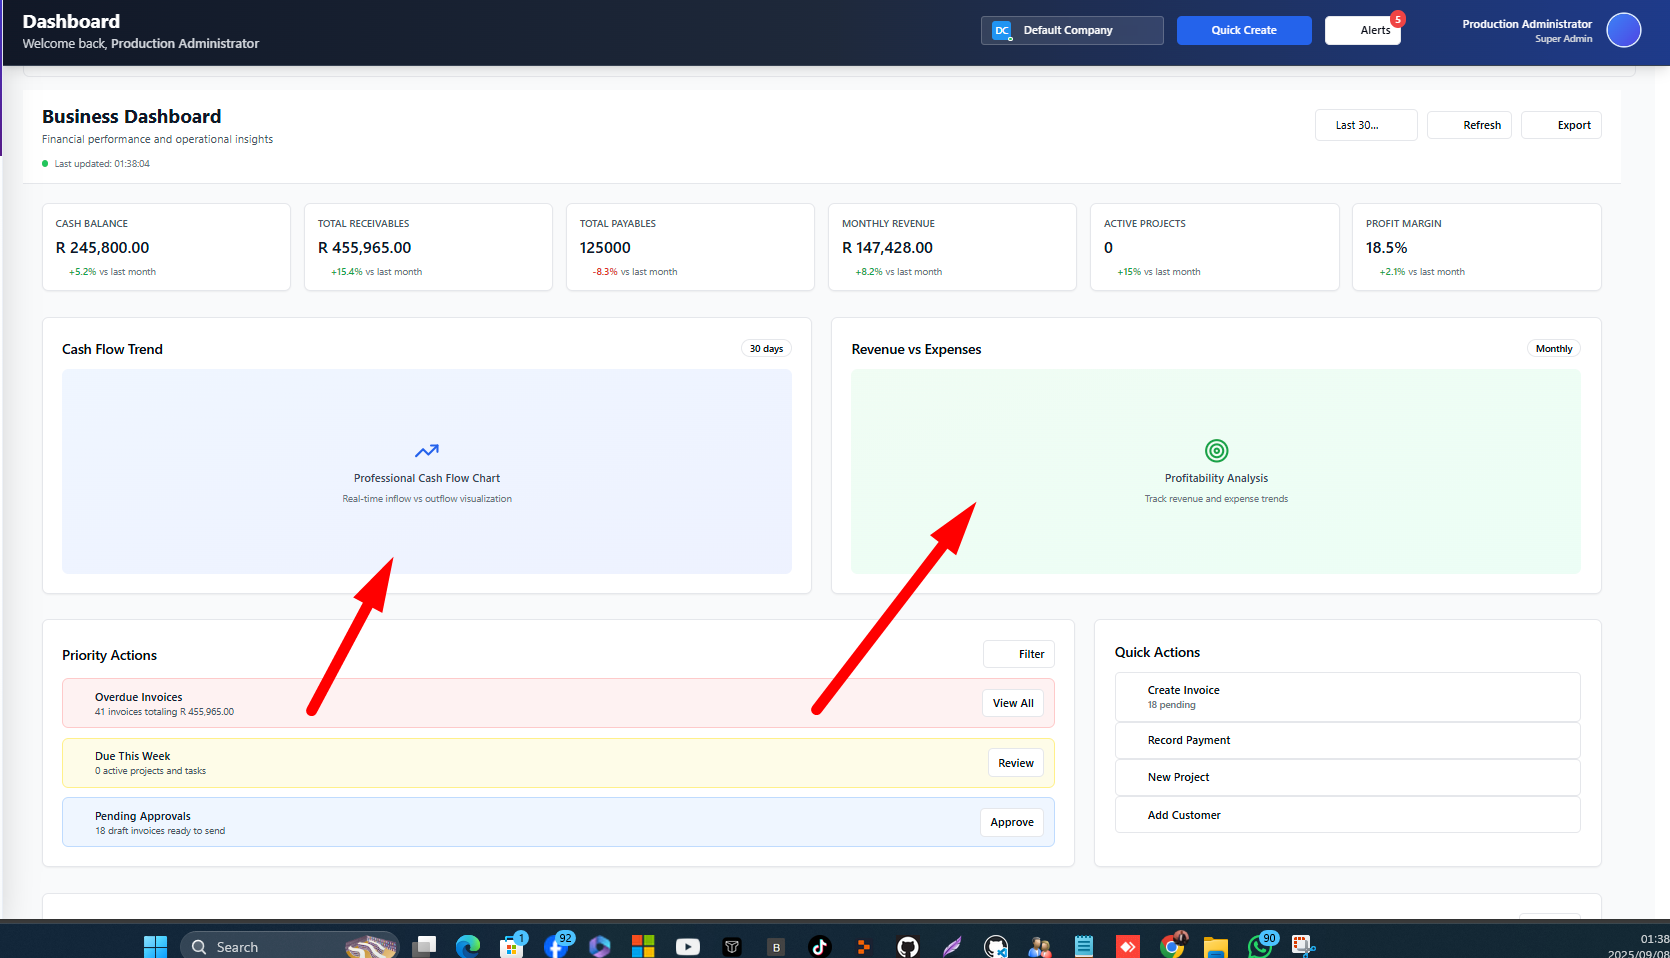 Dashboard
Welcome back, Production Administrator
DC Default Company
Quick Create
Alerts
5
Production Administrator
Super Admin
Business Dashboard
Financial performance and operational insights
Last updated: 01:38:04
Last 30...
Refresh
Export
CASH BALANCE
R 245,800.00
+5.2% vs last month
TOTAL RECEIVABLES
R 455,965.00
+15.4% vs last month
TOTAL PAYABLES
125000
-8.3% vs last month
MONTHLY REVENUE
R 147,428.00
+8.2% vs last month
ACTIVE PROJECTS
0
+15% vs last month
PROFIT MARGIN
18.5%
+2.1% vs last month
Cash Flow Trend
30 days
Professional Cash Flow Chart
Real-time inflow vs outflow visualization
Revenue vs Expenses
Monthly
Profitability Analysis
Track revenue and expense trends
Priority Actions
Filter
Overdue Invoices
41 invoices totaling R 455,965.00
View All
Due This Week
0 active projects and tasks
Review
Pending Approvals
18 draft invoices ready to send
Approve
Quick Actions
Create Invoice
18 pending
Record Payment
New Project
Add Customer
Search
1
92
B
90
01:38
2025/09/08